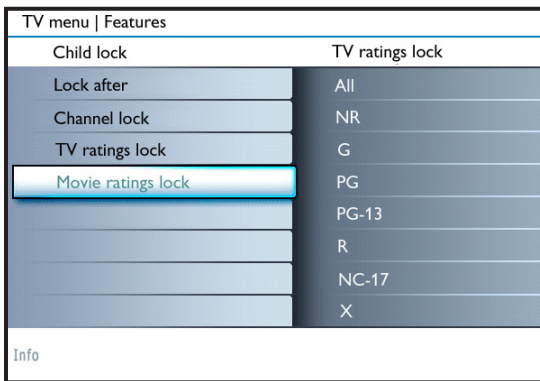 TV menu | Features
Child lock
TV ratings lock
Lock after
All
Channel lock
NR
TV ratings lock
G
Movie ratings lock
PG
PG-13
R
NC-17
X
Info